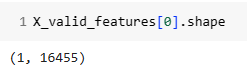 1 X_valid_features[0].shape
(1, 16455)